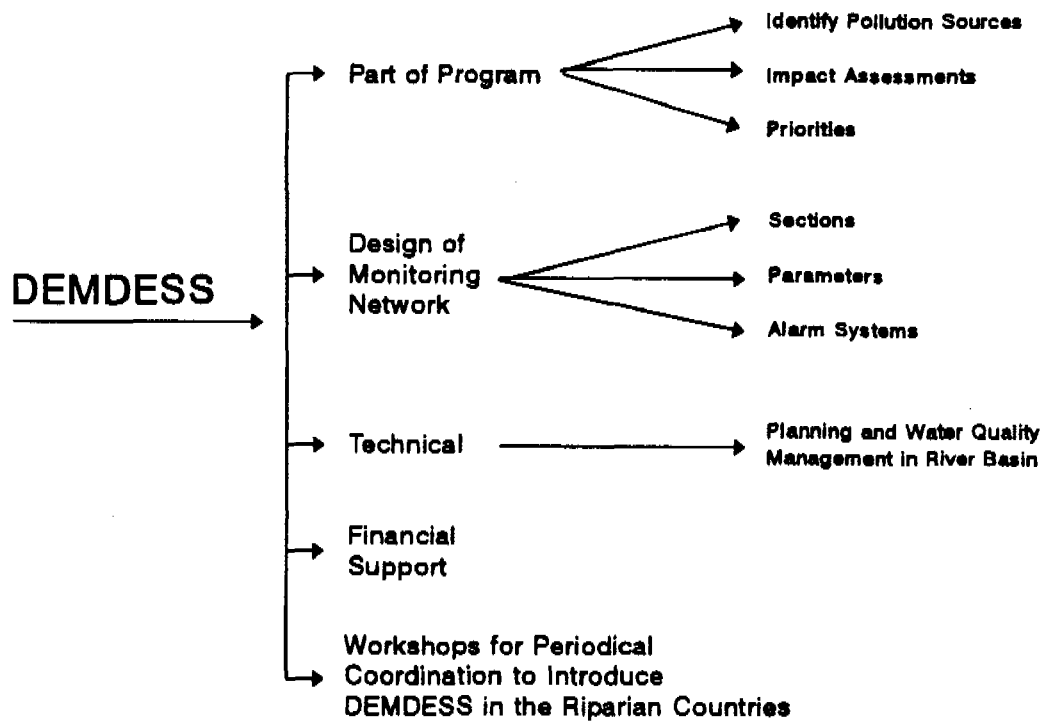 DEMDESS
Part of Program
Identify Pollution Sources
Impact Assessments
Priorities
Design of
Monitoring
Network
Sections
Parameters
Alarm Systems
Technical
Planning and Water Quality
Management in River Basin
Financial
Support
Workshops for Periodical
Coordination to Introduce
DEMDESS in the Riparian Countries